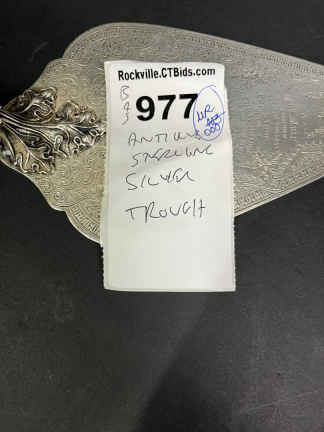 Rockville.CTBids.com
B
977
ANTIQUE
STERLING
SILVER
TROUGH